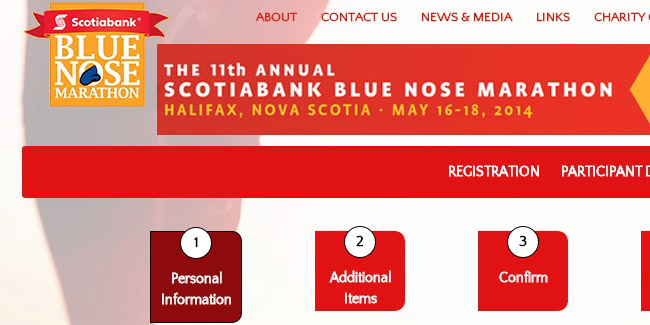 Scotiabank
BLUE
NOSE
MARATHON
ABOUT CONTACT US NEWS & MEDIA LINKS CHARITY
THE 11th ANNUAL
SCOTIABANK BLUE NOSE MARATHON
HALIFAX, NOVA SCOTIA · MAY 16-18, 2014
REGISTRATION PARTICIPANT
1
Personal
Information
2
Additional
Items
3
Confirm